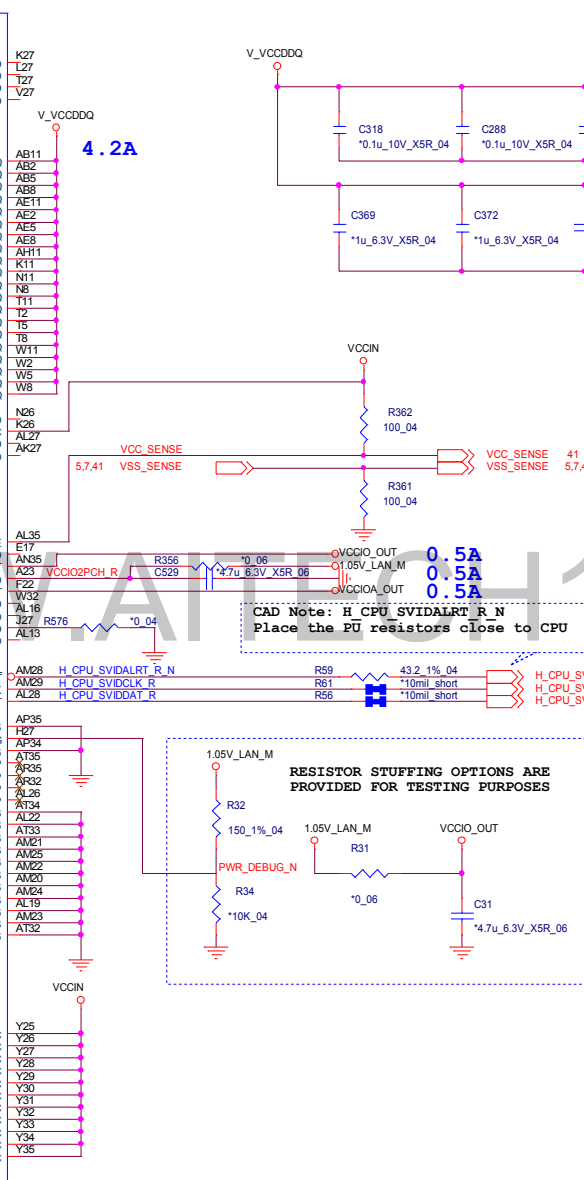 K27
L27
T27
V27
V_VCCDDQ
4.2A
AB11
AB2
AB5
AB8
AE11
AE2
AE5
AE8
AH11
K11
N11
N8
T11
T2
T5
T8
W11
W2
W5
W8
N26
K26
AL27
AK27
V_VCCDDQ
C318
*0.1u_10V_X5R_04
C288
*0.1u_10V_X5R_04
C369
*1u_6.3V_X5R_04
C372
*1u_6.3V_X5R_04
VCCIN
R362
100_04
VCC_SENSE
5,7,41 VSS_SENSE
VCC_SENSE 41
VSS_SENSE
R361
100_04
AL35
E17
AN35
A23
F22
W32
AL16
J27
AL13
VCCIO2PCH_R
R356 *0_06
C529 *4.7u_6.3V_X5R_06
VCCIO_OUT 0.5A
1.05V_LAN_M 0.5A
VCCIOA_OUT 0.5A
R576 *0_04
CAD Note: H_CPU_SVIDALRT_R_N
Place the PU resistors close to CPU
AM28 H_CPU_SVIDALRT_R_N R59 43.2_1%_04
AM29 H_CPU_SVIDCLK_R R61 *10mil_short
AL28 H_CPU_SVIDDAT_R R56 *10mil_short
AP35
H27
AP34
AT35
AR35
AR32
AL26
AT34
AL22
AT33
AM21
AM25
AM22
AM20
AM24
AL19
AM23
AT32
1.05V_LAN_M
RESISTOR STUFFING OPTIONS ARE
PROVIDED FOR TESTING PURPOSES
R32
150_1%_04
PWR_DEBUG_N
R34
*10K_04
1.05V_LAN_M
R31
*0_06
VCCIO_OUT
C31
*4.7u_6.3V_X5R_06
VCCIN
Y25
Y26
Y27
Y28
Y29
Y30
Y31
Y32
Y33
Y34
Y35